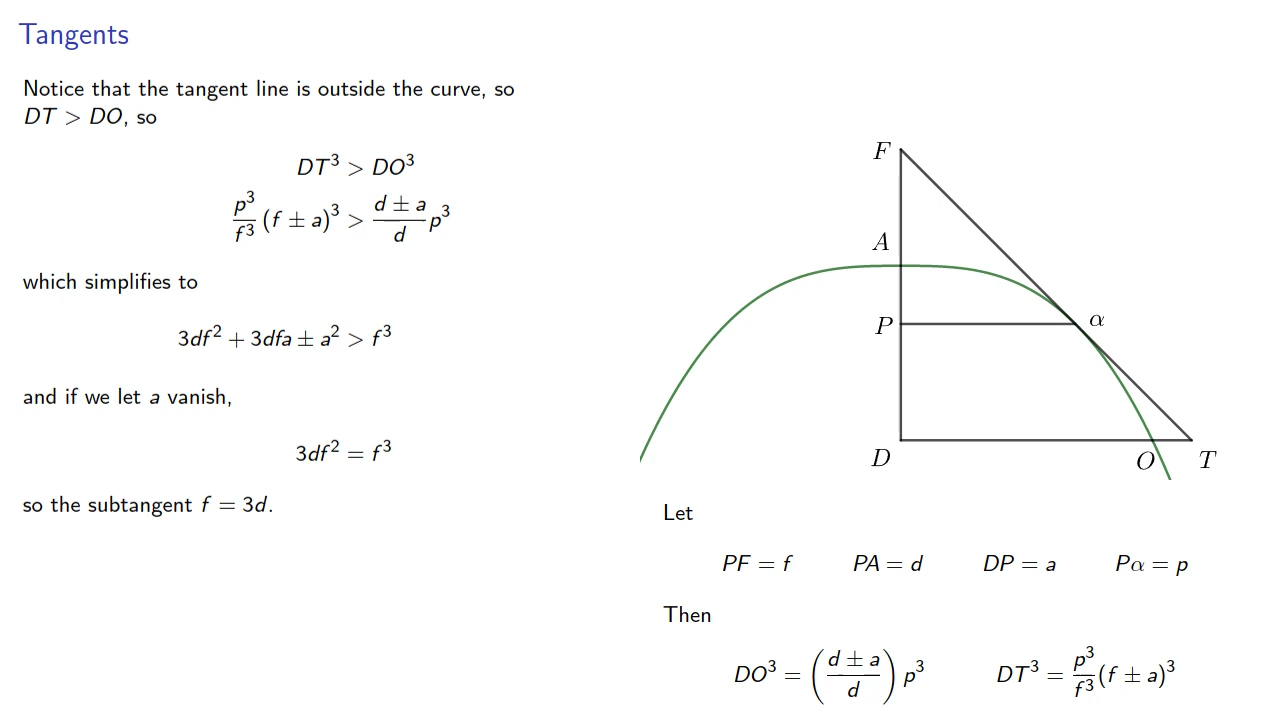 Tangents
Notice that the tangent line is outside the curve, so
DT > DO, so
DT³ > DO³
p³/f³ (f ± a)³ > (d ± a)/d p³
which simplifies to
3df² + 3dfa ± a² > f³
and if we let a vanish,
3df² = f³
so the subtangent f = 3d.
F
A
P
α
D
O
T
Let
PF = f PA = d DP = a Pα = p
Then
DO³ = ((d ± a)/d) p³ DT³ = p³/f³ (f ± a)³